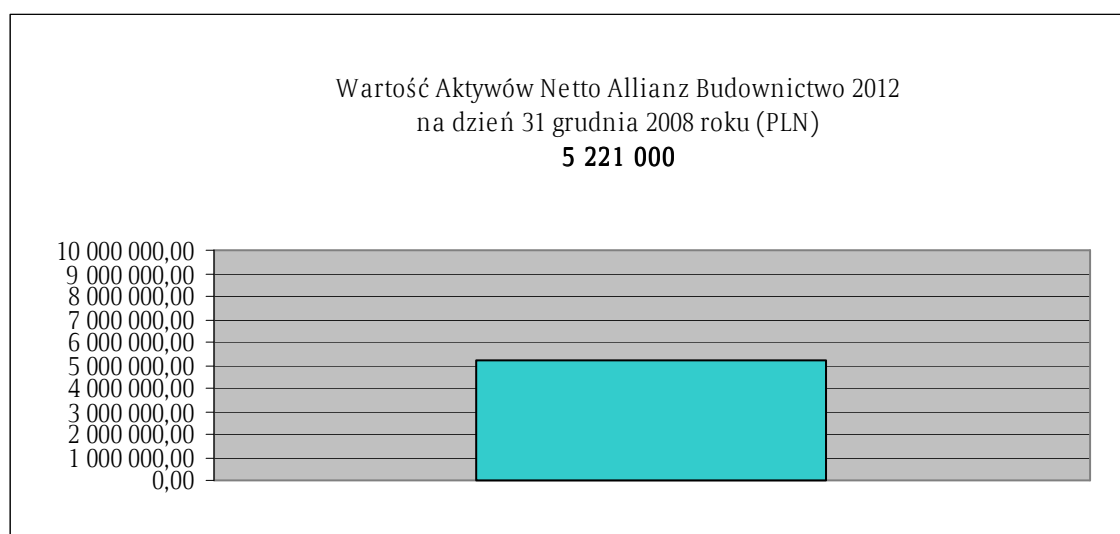 Wartość Aktywów Netto Allianz Budownictwo 2012
na dzień 31 grudnia 2008 roku (PLN)
5 221 000
10 000 000,00
9 000 000,00
8 000 000,00
7 000 000,00
6 000 000,00
5 000 000,00
4 000 000,00
3 000 000,00
2 000 000,00
1 000 000,00
0,00